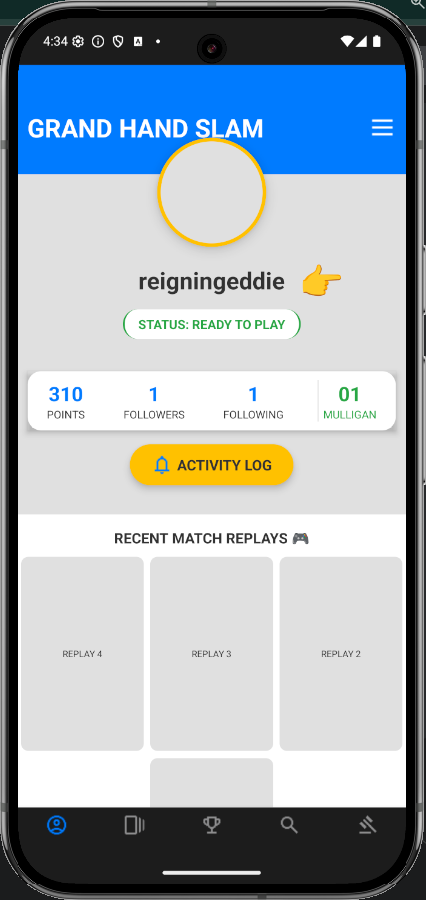 4:34
GRAND HAND SLAM
reigningeddie 👉
STATUS: READY TO PLAY
310 1 1 01
POINTS FOLLOWERS FOLLOWING MULLIGAN
ACTIVITY LOG
RECENT MATCH REPLAYS 🎮
REPLAY 4 REPLAY 3 REPLAY 2